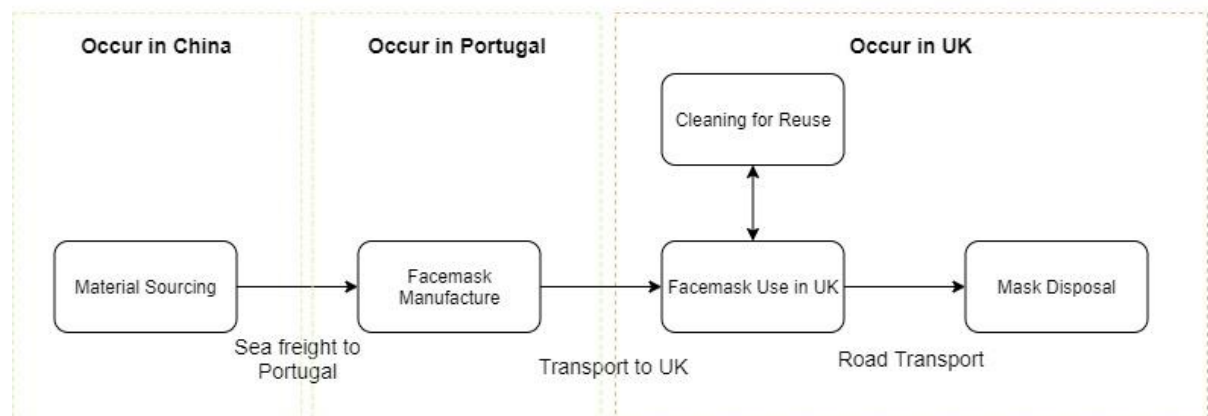 Occur in China
Occur in Portugal
Occur in UK
Cleaning for Reuse
Material Sourcing
Facemask
Manufacture
Facemask Use in UK
Mask Disposal
Sea freight to
Portugal
Transport to UK
Road Transport